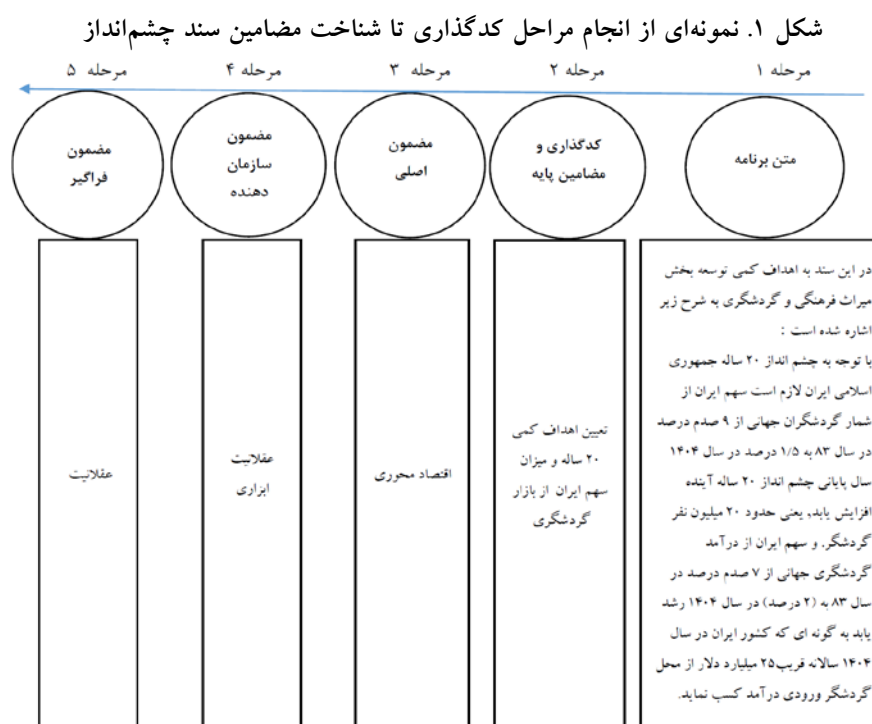 شکل ۱. نمونه‌ای از انجام مراحل کدگذاری تا شناخت مضامین سند چشم‌انداز
مرحله ۱
مرحله ۲
مرحله ۳
مرحله ۴
مرحله ۵
متن برنامه
کدگذاری و
مضامین پایه
مضمون
اصلی
مضمون
سازمان
دهنده
مضمون
فراگیر
در این سند به اهداف کمی توسعه بخش
میراث فرهنگی و گردشگری به شرح زیر
اشاره شده است :
با توجه به چشم انداز ۲۰ ساله جمهوری
اسلامی ایران لازم است سهم ایران از
شمار گردشگران جهانی از ۹ صدم درصد
در سال ۸۳ به ۱/۵ درصد در سال ۱۴۰۴
سال پایانی چشم انداز ۲۰ ساله آینده
افزایش یابد, یعنی حدود ۲۰ میلیون نفر
گردشگر. و سهم ایران از درآمد
گردشگری جهانی از ۷ صدم درصد در
سال ۸۳ به (۲ درصد) در سال ۱۴۰۴ رشد
یابد به گونه ای که کشور ایران در سال
۱۴۰۴ سالانه قریب۲۵ میلیارد دلار از محل
گردشگر ورودی درآمد کسب نماید.
تعیین اهداف کمی
۲۰ ساله و میزان
سهم ایران از بازار
گردشگری
اقتصاد محوری
عقلانیت
ابزاری
عقلانیت